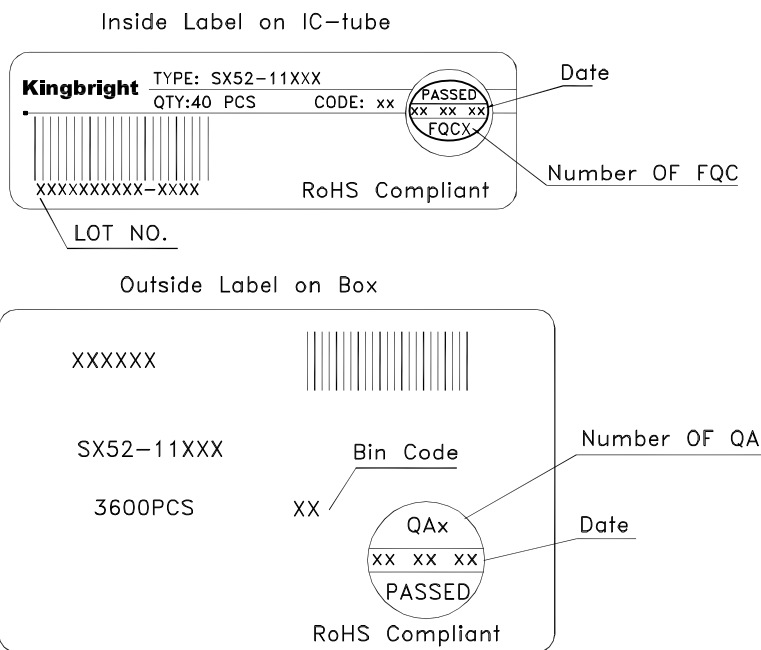 Inside Label on IC-tube
Kingbright
TYPE: SX52-11XXX
QTY:40 PCS CODE: xx
PASSED
XX XX XX
FQCX
Date
Number OF FQC
XXXXXXXXXX-XXXX
RoHS Compliant
LOT NO.
Outside Label on Box
XXXXXX
SX52-11XXX
Bin Code
Number OF QA
3600PCS
XX
QAx
Date
XX XX XX
PASSED
RoHS Compliant